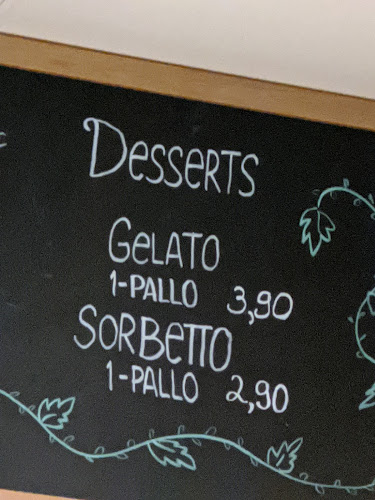 Desserts
Gelato
1-PALLO 3,90
Sorbetto
1-PALLO 2,90